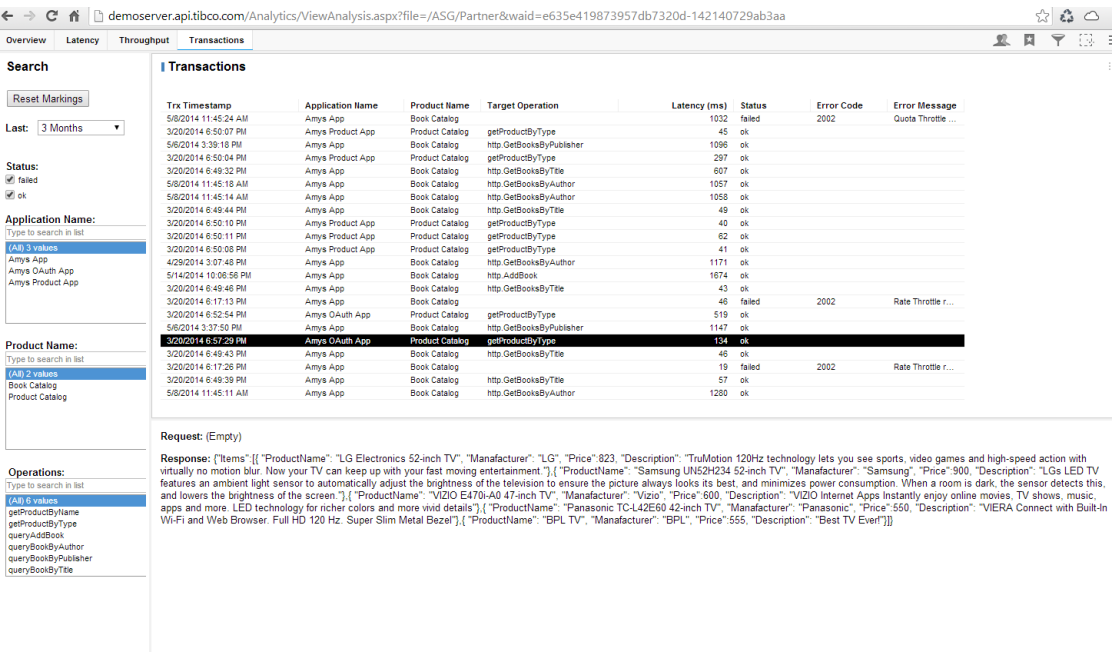 demoserver.api.tibco.com/Analytics/ViewAnalysis.aspx?file=/ASG/Partner&waid=e635e419873957db7320d-142140729ab3aa
Overview Latency Throughput Transactions
Search
Reset Markings
Last: 3 Months
Status:
failed
ok
Application Name:
Type to search in list
(All) 3 values
Amys App
Amys OAuth App
Amys Product App
Product Name:
Type to search in list
(All) 2 values
Book Catalog
Product Catalog
Operations:
Type to search in list
(All) 6 values
getProductByName
getProductByType
queryAddBook
queryBookByAuthor
queryBookByPublisher
queryBookByTitle
Transactions
Trx Timestamp Application Name Product Name Target Operation Latency (ms) Status Error Code Error Message
5/8/2014 11:45:24 AM Amys App Book Catalog 1032 failed 2002 Quota Throttle ...
3/20/2014 6:50:07 PM Amys Product App Product Catalog getProductByType 45 ok
5/6/2014 3:39:18 PM Amys App Book Catalog http.GetBooksByPublisher 1096 ok
3/20/2014 6:50:04 PM Amys Product App Product Catalog getProductByType 297 ok
3/20/2014 6:49:32 PM Amys App Book Catalog http.GetBooksByTitle 607 ok
5/8/2014 11:45:18 AM Amys App Book Catalog http.GetBooksByAuthor 1057 ok
5/8/2014 11:45:14 AM Amys App Book Catalog http.GetBooksByAuthor 1058 ok
3/20/2014 6:49:44 PM Amys App Book Catalog http.GetBooksByTitle 49 ok
3/20/2014 6:50:10 PM Amys Product App Product Catalog getProductByType 40 ok
3/20/2014 6:50:11 PM Amys Product App Product Catalog getProductByType 62 ok
3/20/2014 6:50:08 PM Amys Product App Product Catalog getProductByType 41 ok
4/29/2014 3:07:48 PM Amys App Book Catalog http.GetBooksByAuthor 1171 ok
5/14/2014 10:06:56 PM Amys App Book Catalog http.AddBook 1674 ok
3/20/2014 6:49:46 PM Amys App Book Catalog http.GetBooksByTitle 43 ok
3/20/2014 6:17:13 PM Amys App Book Catalog 46 failed 2002 Rate Throttle r...
3/20/2014 6:52:54 PM Amys OAuth App Product Catalog getProductByType 519 ok
5/6/2014 3:37:50 PM Amys App Book Catalog http.GetBooksByPublisher 1147 ok
3/20/2014 6:57:29 PM Amys OAuth App Product Catalog getProductByType 134 ok
3/20/2014 6:49:43 PM Amys App Book Catalog http.GetBooksByTitle 46 ok
3/20/2014 6:17:26 PM Amys App Book Catalog 19 failed 2002 Rate Throttle r...
3/20/2014 6:49:39 PM Amys App Book Catalog http.GetBooksByTitle 57 ok
5/8/2014 11:45:11 AM Amys App Book Catalog http.GetBooksByAuthor 1280 ok
Request: (Empty)
Response: {"Items":[{ "ProductName": "LG Electronics 52-inch TV", "Manafacturer": "LG", "Price":823, "Description": "TruMotion 120Hz technology lets you see sports, video games and high-speed action with
virtually no motion blur. Now your TV can keep up with your fast moving entertainment."},{ "ProductName": "Samsung UN52H234 52-inch TV", "Manafacturer": "Samsung", "Price":900, "Description": "LGs LED TV
features an ambient light sensor to automatically adjust the brightness of the television to ensure the picture always looks its best, and minimizes power consumption. When a room is dark, the sensor detects this,
and lowers the brightness of the screen."},{ "ProductName": "VIZIO E470i-A0 47-inch TV", "Manafacturer": "Vizio", "Price":600, "Description": "VIZIO Internet Apps Instantly enjoy online movies, TV shows, music,
apps and more. LED technology for richer colors and more vivid details"},{ "ProductName": "Panasonic TC-L42E60 42-inch TV", "Manafacturer": "Panasonic", "Price":550, "Description": "VIERA Connect with Built-In
Wi-Fi and Web Browser. Full HD 120 Hz. Super Slim Metal Bezel"},{ "ProductName": "BPL TV", "Manafacturer": "BPL", "Price":555, "Description": "Best TV Ever!"}]}